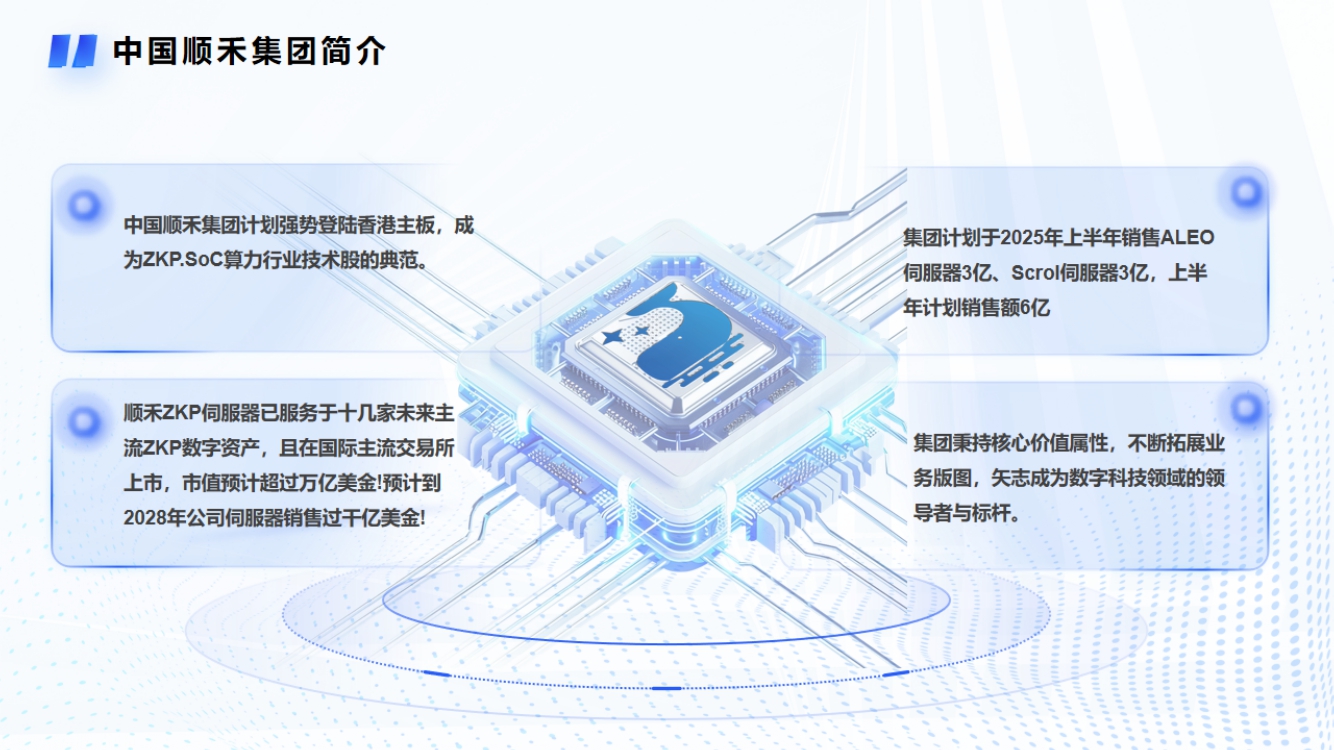 中国顺禾集团简介
中国顺禾集团计划强势登陆香港主板，成
为ZKP.SoC算力行业技术股的典范。
顺禾ZKP伺服器已服务于十几家未来主
流ZKP数字资产，且在国际主流交易所
上市，市值预计超过万亿美金!预计到
2028年公司伺服器销售过千亿美金!
集团计划于2025年上半年销售ALEO
伺服器3亿、Scrol伺服器3亿，上半
年计划销售额6亿
集团秉持核心价值属性，不断拓展业
务版图，矢志成为数字科技领域的领
导者与标杆。